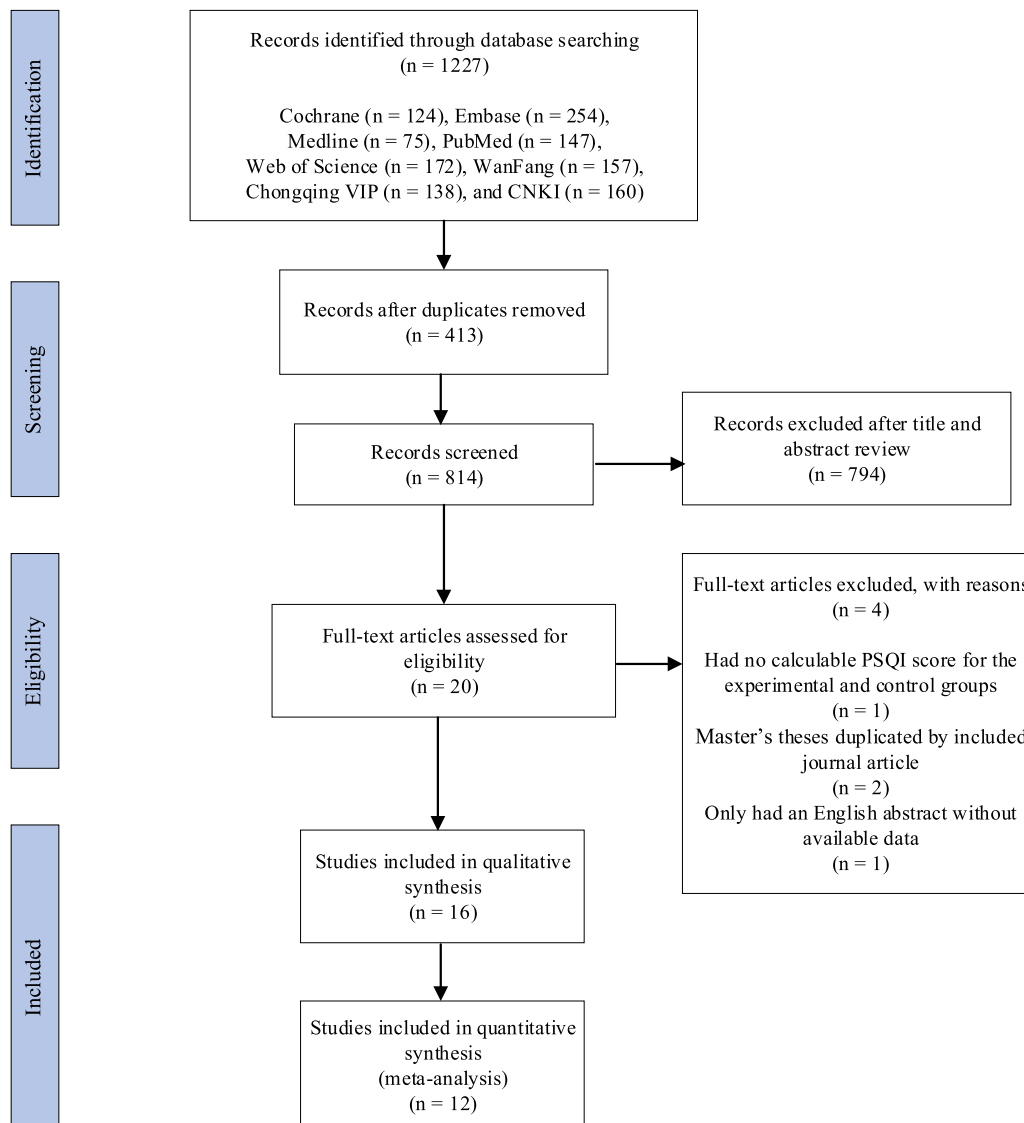 Identification
Records identified through database searching
(n = 1227)
Cochrane (n = 124), Embase (n = 254),
Medline (n = 75), PubMed (n = 147),
Web of Science (n = 172), WanFang (n = 157),
Chongqing VIP (n = 138), and CNKI (n = 160)
Screening
Records after duplicates removed
(n = 413)
Records screened
(n = 814)
Records excluded after title and
abstract review
(n = 794)
Eligibility
Full-text articles assessed for
eligibility
(n = 20)
Full-text articles excluded, with reasons
(n = 4)
Had no calculable PSQI score for the
experimental and control groups
(n = 1)
Master's theses duplicated by included
journal article
(n = 2)
Only had an English abstract without
available data
(n = 1)
Included
Studies included in qualitative
synthesis
(n = 16)
Studies included in quantitative
synthesis
(meta-analysis)
(n = 12)